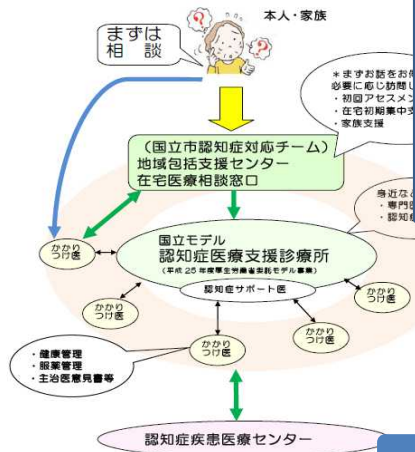 本人・家族
まずは
相談
?
?
*まずお話をお
必要に応じ訪問し
・初回アセスメン
・在宅初期集中支
・家族支援
(国立市認知症対応チーム)
地域包括支援センター
在宅医療相談窓口
身近な
・専門医
・認知
国立モデル
認知症医療支援診療所
(平成25年度厚生労働省委託モデル事業)
認知症サポート医
かかり
つけ医
かかり
つけ医
かかり
つけ医
かかり
つけ医
かかり
つけ医
・健康管理
・服薬管理
・主治医意見書等
認知症疾患医療センター